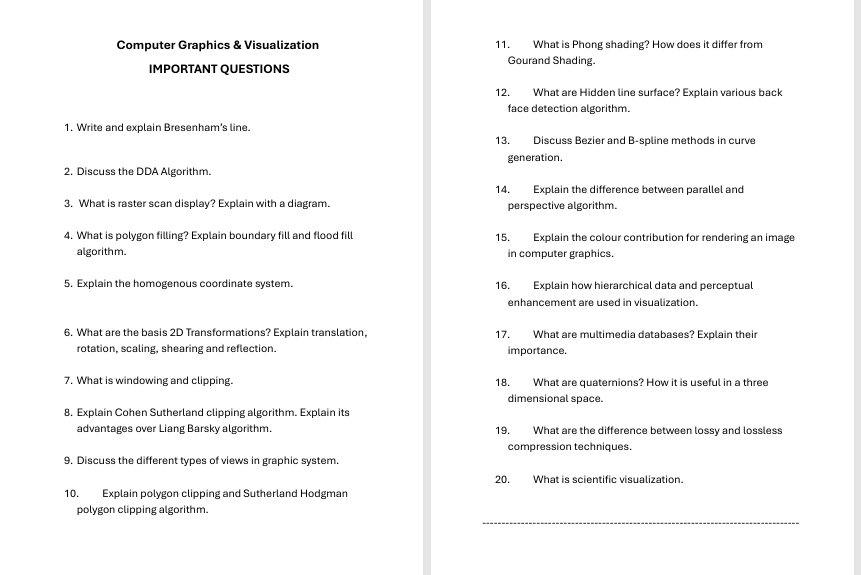 Computer Graphics & Visualization
IMPORTANT QUESTIONS
1. Write and explain Bresenham's line.
2. Discuss the DDA Algorithm.
3. What is raster scan display? Explain with a diagram.
4. What is polygon filling? Explain boundary fill and flood fill
algorithm.
5. Explain the homogenous coordinate system.
6. What are the basis 2D Transformations? Explain translation,
rotation, scaling, shearing and reflection.
7. What is windowing and clipping.
8. Explain Cohen Sutherland clipping algorithm. Explain its
advantages over Liang Barsky algorithm.
9. Discuss the different types of views in graphic system.
10. Explain polygon clipping and Sutherland Hodgman
polygon clipping algorithm.
11. What is Phong shading? How does it differ from
Gourand Shading.
12. What are Hidden line surface? Explain various back
face detection algorithm.
13. Discuss Bezier and B-spline methods in curve
generation.
14. Explain the difference between parallel and
perspective algorithm.
15. Explain the colour contribution for rendering an image
in computer graphics.
16. Explain how hierarchical data and perceptual
enhancement are used in visualization.
17. What are multimedia databases? Explain their
importance.
18. What are quaternions? How it is useful in a three
dimensional space.
19. What are the difference between lossy and lossless
compression techniques.
20. What is scientific visualization.